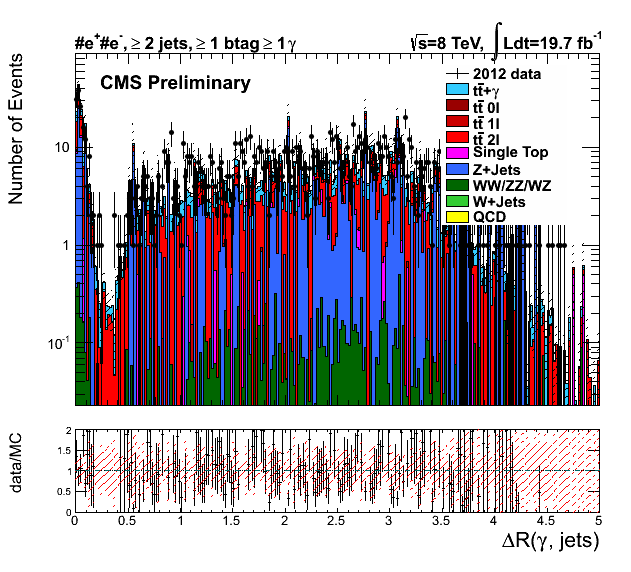 #e+#e-, ≥ 2 jets, ≥ 1 btag ≥ 1 γ
√s=8 TeV, ∫ Ldt=19.7 fb-1
CMS Preliminary
2012 data
tt̄+γ
tt̄ 0l
tt̄ 1l
tt̄ 2l
Single Top
Z+Jets
WW/ZZ/WZ
W+Jets
QCD
Number of Events
10
1
10-1
data/MC
2
1.5
1
0.5
0
0 0.5 1 1.5 2 2.5 3 3.5 4 4.5 5
ΔR(γ, jets)